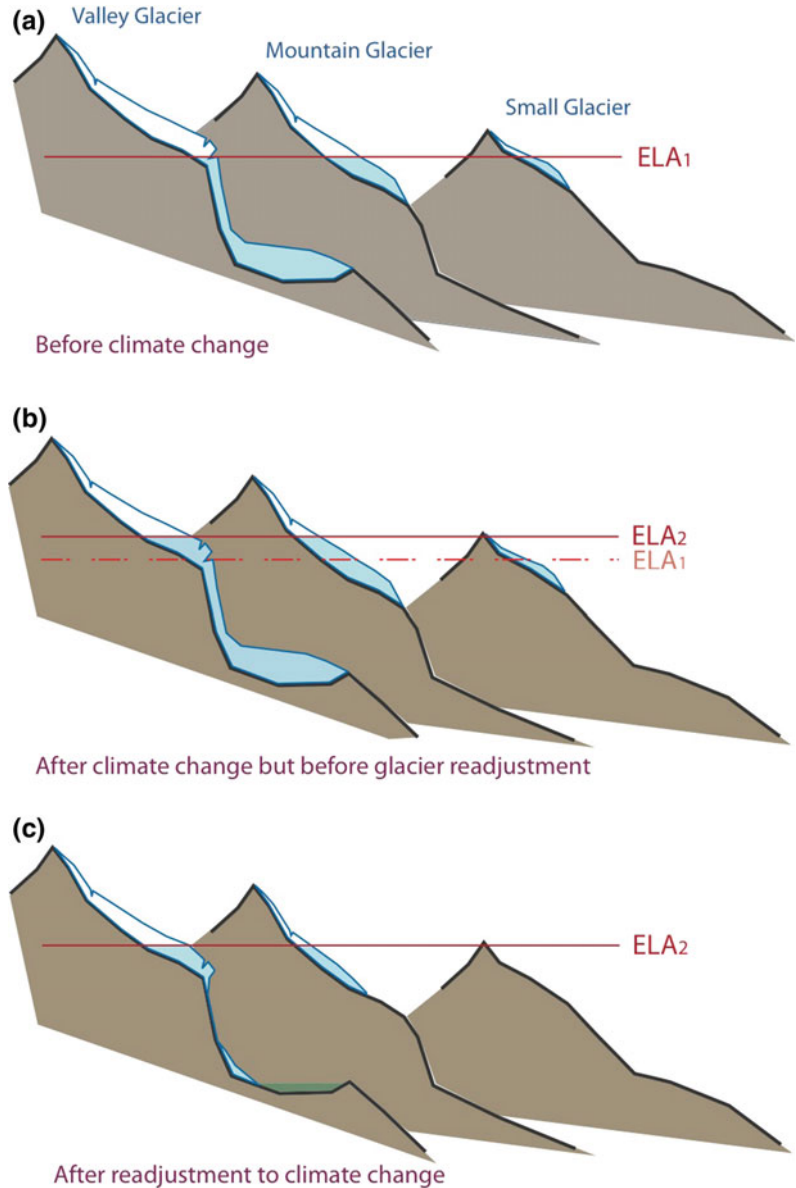 (a)
Valley Glacier
Mountain Glacier
Small Glacier
ELA1
Before climate change
(b)
ELA2
ELA1
After climate change but before glacier readjustment
(c)
ELA2
After readjustment to climate change